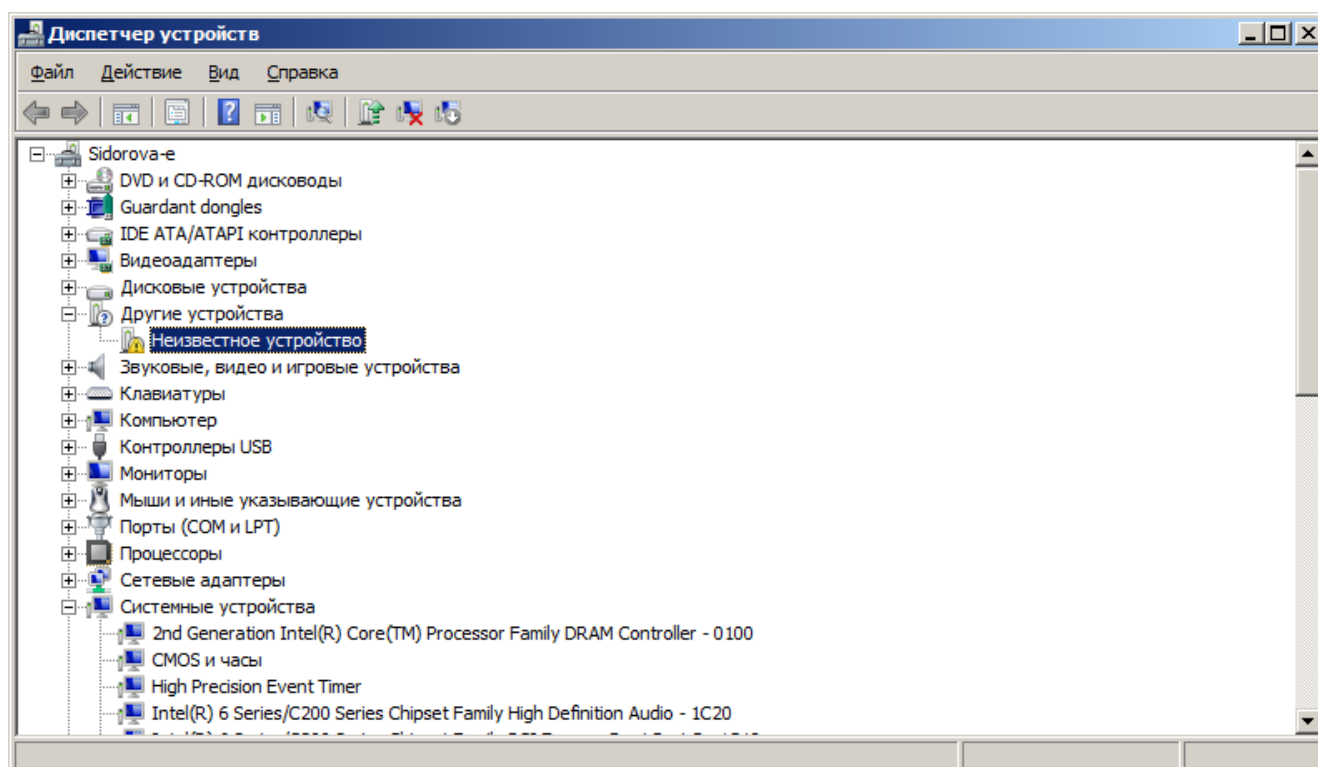 Диспетчер устройств
Файл Действие Вид Справка
Sidorova-e
DVD и CD-ROM дисководы
Guardant dongles
IDE ATA/ATAPI контроллеры
Видеоадаптеры
Дисковые устройства
Другие устройства
Неизвестное устройство
Звуковые, видео и игровые устройства
Клавиатуры
Компьютер
Контроллеры USB
Мониторы
Мыши и иные указывающие устройства
Порты (COM и LPT)
Процессоры
Сетевые адаптеры
Системные устройства
2nd Generation Intel(R) Core(TM) Processor Family DRAM Controller - 0100
CMOS и часы
High Precision Event Timer
Intel(R) 6 Series/C200 Series Chipset Family High Definition Audio - 1C20